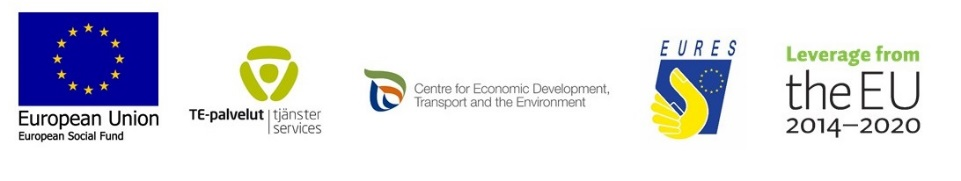 European Union
European Social Fund
TE-palvelut | tjänster
services
Centre for Economic Development,
Transport and the Environment
EURES
Leverage from
the EU
2014–2020